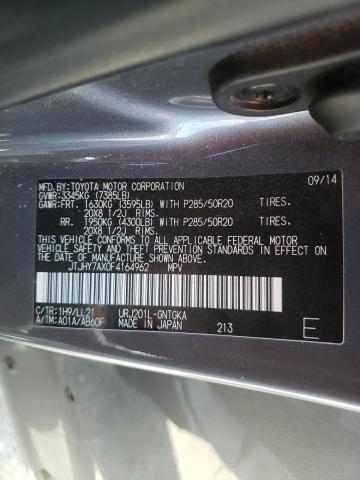 09/14
MF'D.BY:TOYOTA MOTOR CORPORATION
GVWR:3345KG (7385LB)
GAWR:FRT. 1630KG (3595LB) WITH P285/50R20 TIRES,
20X8 1/2J RIMS,
RR. 1950KG (4300LB) WITH P285/50R20 TIRES,
20X8 1/2J RIMS,
THIS VEHICLE CONFORMS TO ALL APPLICABLE
FEDERAL MOTOR VEHICLE SAFETY, BUMPER, AND
THEFT PREVENTION STANDARDS IN EFFECT ON
THE DATE OF MANUFACTURE SHOWN ABOVE.
JTJHY7AX0F4164962 MPV
C/TR:1H9/LL21 URJ201L-GNTGKA
A/TM:A01A/AB60F MADE IN JAPAN 213 E